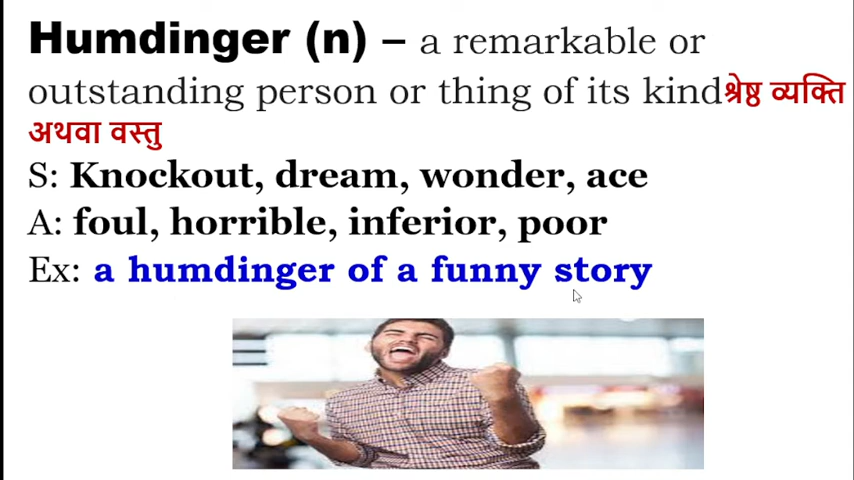 Humdinger (n) – a remarkable or
outstanding person or thing of its kindश्रेष्ठ व्यक्ति
अथवा वस्तु
S: Knockout, dream, wonder, ace
A: foul, horrible, inferior, poor
Ex: a humdinger of a funny story